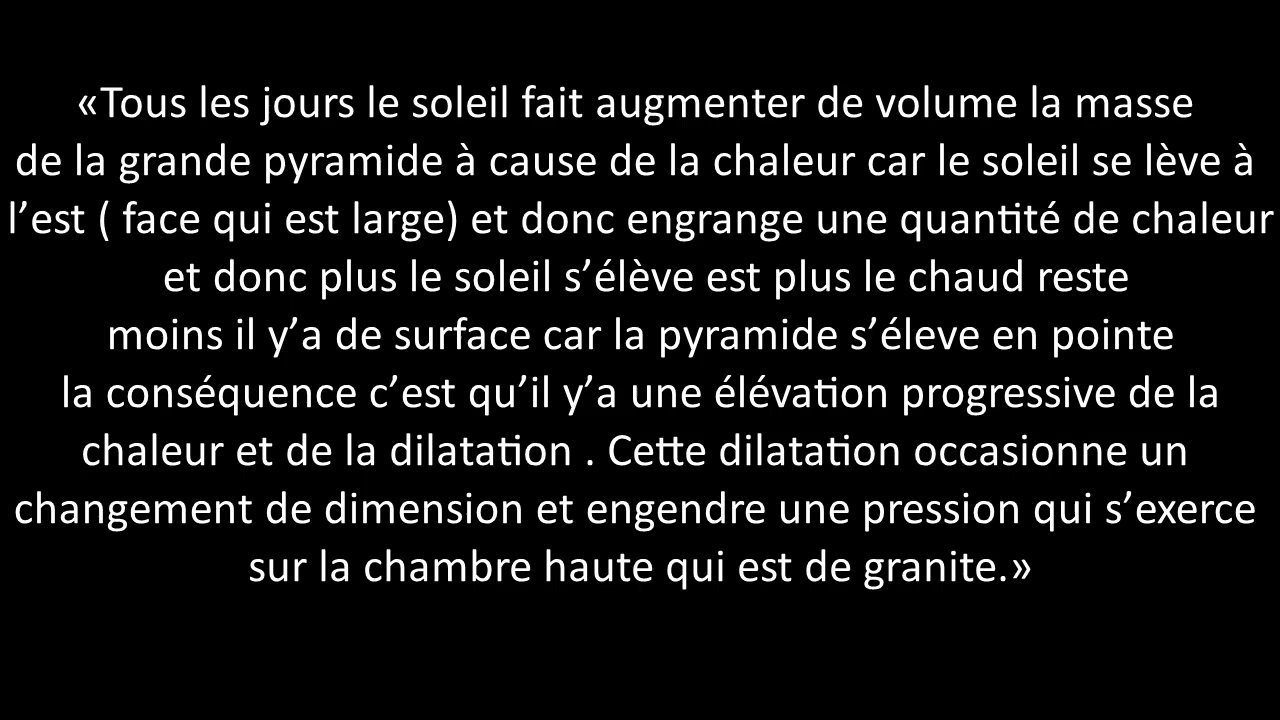 «Tous les jours le soleil fait augmenter de volume la masse
de la grande pyramide à cause de la chaleur car le soleil se lève à
l’est ( face qui est large) et donc engrange une quantité de chaleur
et donc plus le soleil s’élève est plus le chaud reste
moins il y’a de surface car la pyramide s’éleve en pointe
la conséquence c’est qu’il y’a une élévation progressive de la
chaleur et de la dilatation . Cette dilatation occasionne un
changement de dimension et engendre une pression qui s’exerce
sur la chambre haute qui est de granite.»